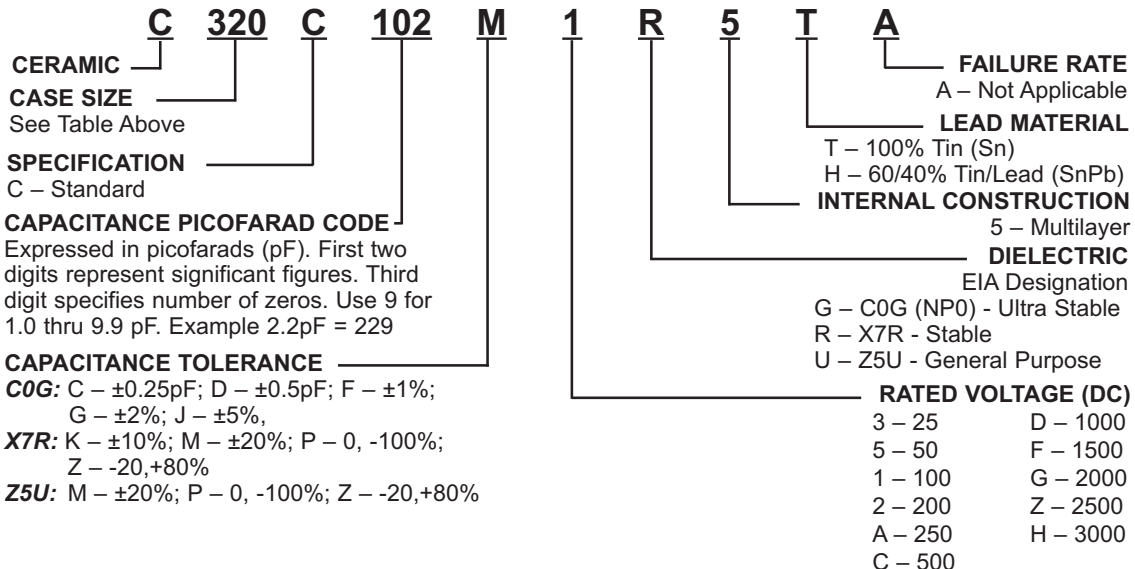 C 320 C 102 M 1 R 5 T A
CERAMIC
CASE SIZE
See Table Above
SPECIFICATION
C – Standard
CAPACITANCE PICOFARAD CODE
Expressed in picofarads (pF). First two
digits represent significant figures. Third
digit specifies number of zeros. Use 9 for
1.0 thru 9.9 pF. Example 2.2pF = 229
CAPACITANCE TOLERANCE
C0G: C – ±0.25pF; D – ±0.5pF; F – ±1%;
G – ±2%; J – ±5%,
X7R: K – ±10%; M – ±20%; P – 0, -100%;
Z – -20,+80%
Z5U: M – ±20%; P – 0, -100%; Z – -20,+80%
FAILURE RATE
A – Not Applicable
LEAD MATERIAL
T – 100% Tin (Sn)
H – 60/40% Tin/Lead (SnPb)
INTERNAL CONSTRUCTION
5 – Multilayer
DIELECTRIC
EIA Designation
G – C0G (NP0) - Ultra Stable
R – X7R - Stable
U – Z5U - General Purpose
RATED VOLTAGE (DC)
3 – 25 D – 1000
5 – 50 F – 1500
1 – 100 G – 2000
2 – 200 Z – 2500
A – 250 H – 3000
C – 500